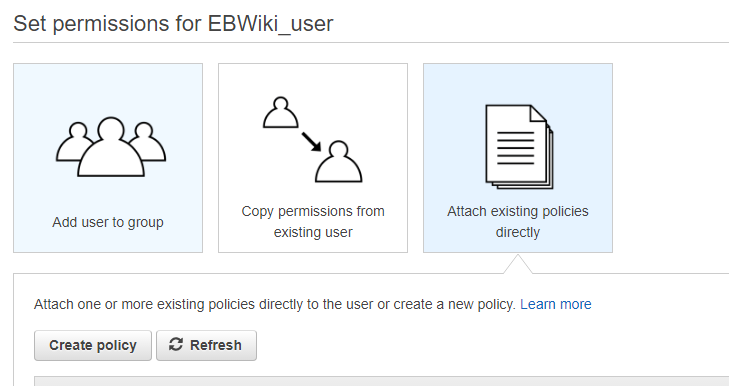 Set permissions for EBWiki_user
Add user to group
Copy permissions from
existing user
Attach existing policies
directly
Attach one or more existing policies directly to the user or create a new policy. Learn more
Create policy
Refresh